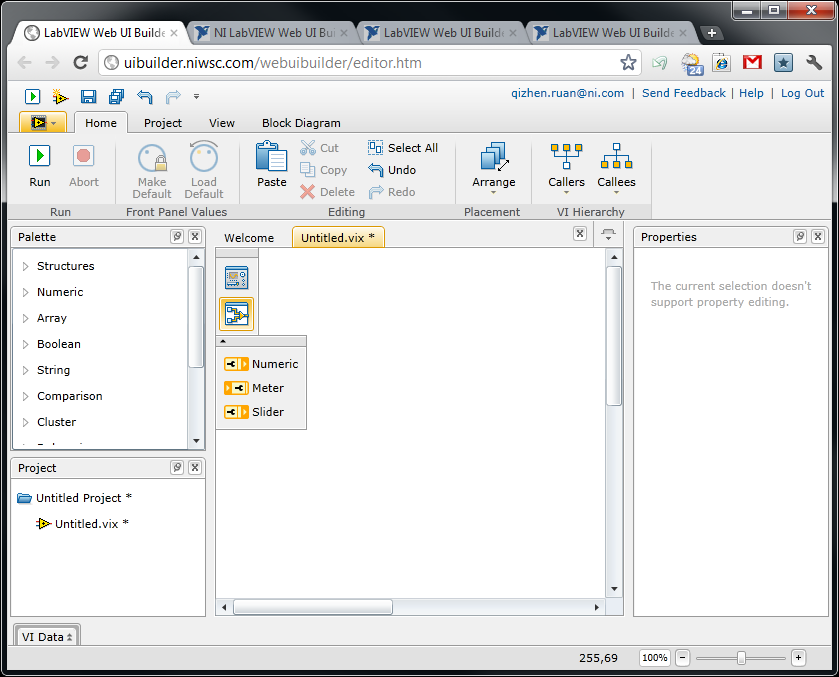 LabVIEW Web UI Builde
NI LabVIEW Web UI Bu
LabVIEW Web UI Builde
LabVIEW Web UI Builde
uibuilder.niwsc.com/webuibuilder/editor.htm
24
qizhen.ruan@ni.com | Send Feedback | Help | Log Out
Home
Project
View
Block Diagram
Run
Abort
Run
Make Default
Load Default
Front Panel Values
Paste
Cut
Copy
Delete
Select All
Undo
Redo
Editing
Arrange
Placement
Callers
Callees
VI Hierarchy
Palette
Structures
Numeric
Array
Boolean
String
Comparison
Cluster
Project
Untitled Project *
Untitled.vix *
Welcome
Untitled.vix *
Numeric
Meter
Slider
Properties
The current selection doesn't
support property editing.
VI Data
255,69
100%